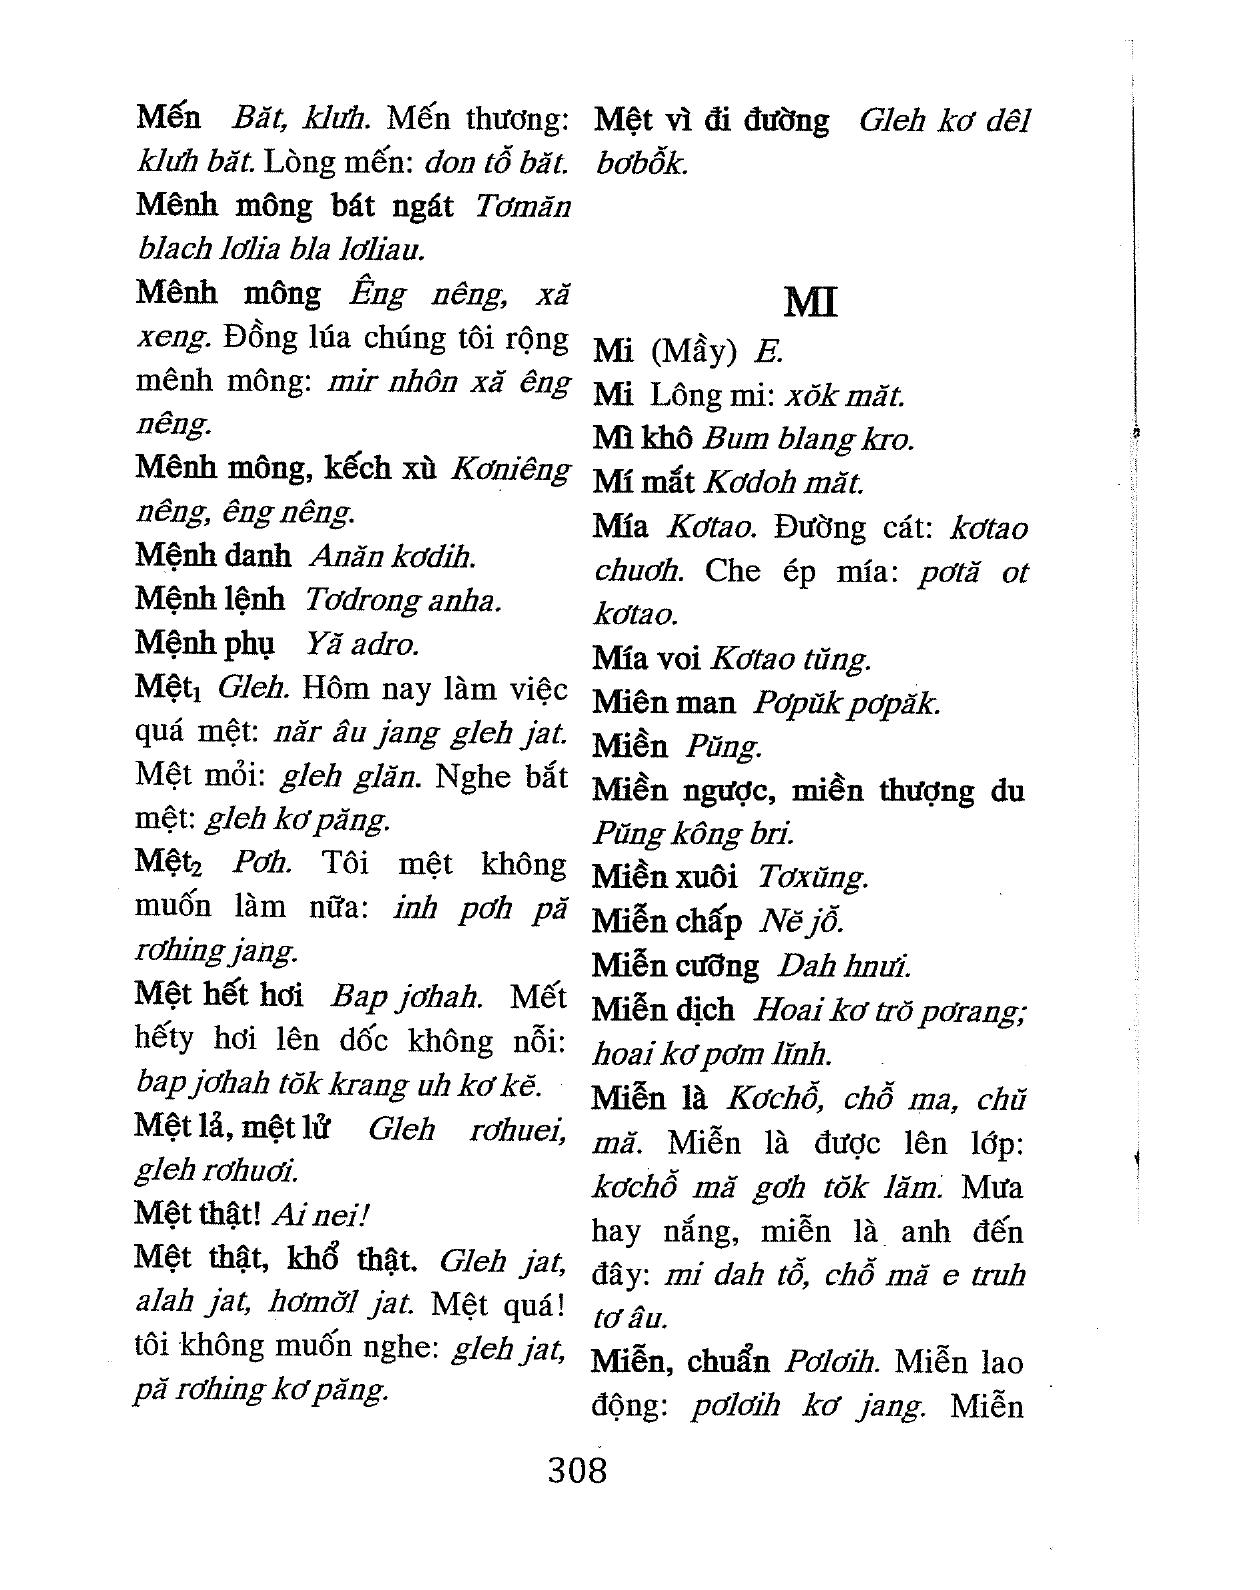 Mến Băt, klưh. Mến thương:
klưh băt. Lòng mến: don tŏ̂ băt.
Mênh mông bát ngát Tơmăn
blach lơlia bla lơliau.
Mênh mông Êng nêng, xă
xeng. Đồng lúa chúng tôi rộng
mênh mông: mir nhôn xă êng
nêng.
Mênh mông, kếch xù Kơniêng
nêng, êng nêng.
Mệnh danh Anăn kơdih.
Mệnh lệnh Tơdrong anha.
Mệnh phụ Yă adro.
Mệt₁ Gleh. Hôm nay làm việc
quá mệt: năr âu jang gleh jat.
Mệt mỏi: gleh glăn. Nghe bắt
mệt: gleh kơ păng.
Mệt₂ Pơh. Tôi mệt không
muốn làm nữa: inh pơh pă
rơhing jang.
Mệt hết hơi Bap jơhah. Mết
hếty hơi lên dốc không nỗi:
bap jơhah tŏk krang uh kơ kĕ.
Mệt lả, mệt lử Gleh rơhuei,
gleh rơhuơi.
Mệt thật! Ai nei!
Mệt thật, khổ thật. Gleh jat,
alah jat, hơmơ̆l jat. Mệt quá!
tôi không muốn nghe: gleh jat,
pă rơhing kơ păng.
Mệt vì đi đường Gleh kơ dêl
bơbŏ̂k.
MI
Mi (Mầy) E.
Mi Lông mi: xŏk măt.
Mì khô Bum blang kro.
Mí mắt Kơdoh măt.
Mía Kơtao. Đường cát: kơtao
chuơh. Che ép mía: pơtă ot
kơtao.
Mía voi Kơtao tŭng.
Miên man Pơpŭk pơpăk.
Miền Pŭng.
Miền ngược, miền thượng du
Pŭng kông bri.
Miền xuôi Tơxŭng.
Miễn chấp Nĕ jŏ̂.
Miễn cưỡng Dah hnưi.
Miễn dịch Hoai kơ trŏ pơrang;
hoai kơ pơm lĭnh.
Miễn là Kơchŏ̂, chŏ̂ ma, chŭ
mă. Miễn là được lên lớp:
kơchŏ̂ mă gơh tŏk lăm. Mưa
hay nắng, miễn là anh đến
đây: mi dah tŏ̂, chŏ̂ mă e truh
tơ âu.
Miễn, chuẩn Pơlơih. Miễn lao
động: pơlơih kơ jang. Miễn
308